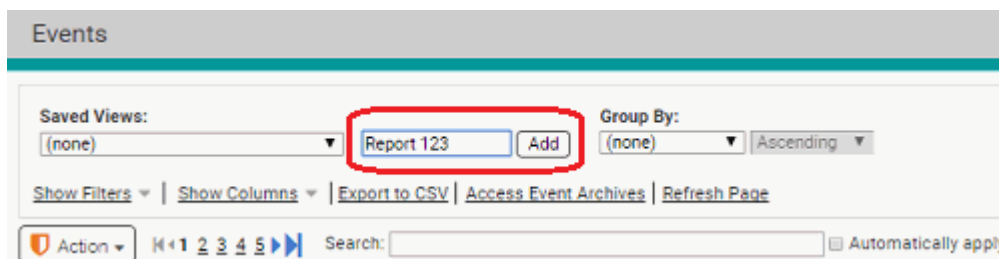 Events
Saved Views: Group By:
(none) Report 123 Add (none) Ascending
Show Filters | Show Columns | Export to CSV | Access Event Archives | Refresh Page
Action 1 2 3 4 5 Search: Automatically apply